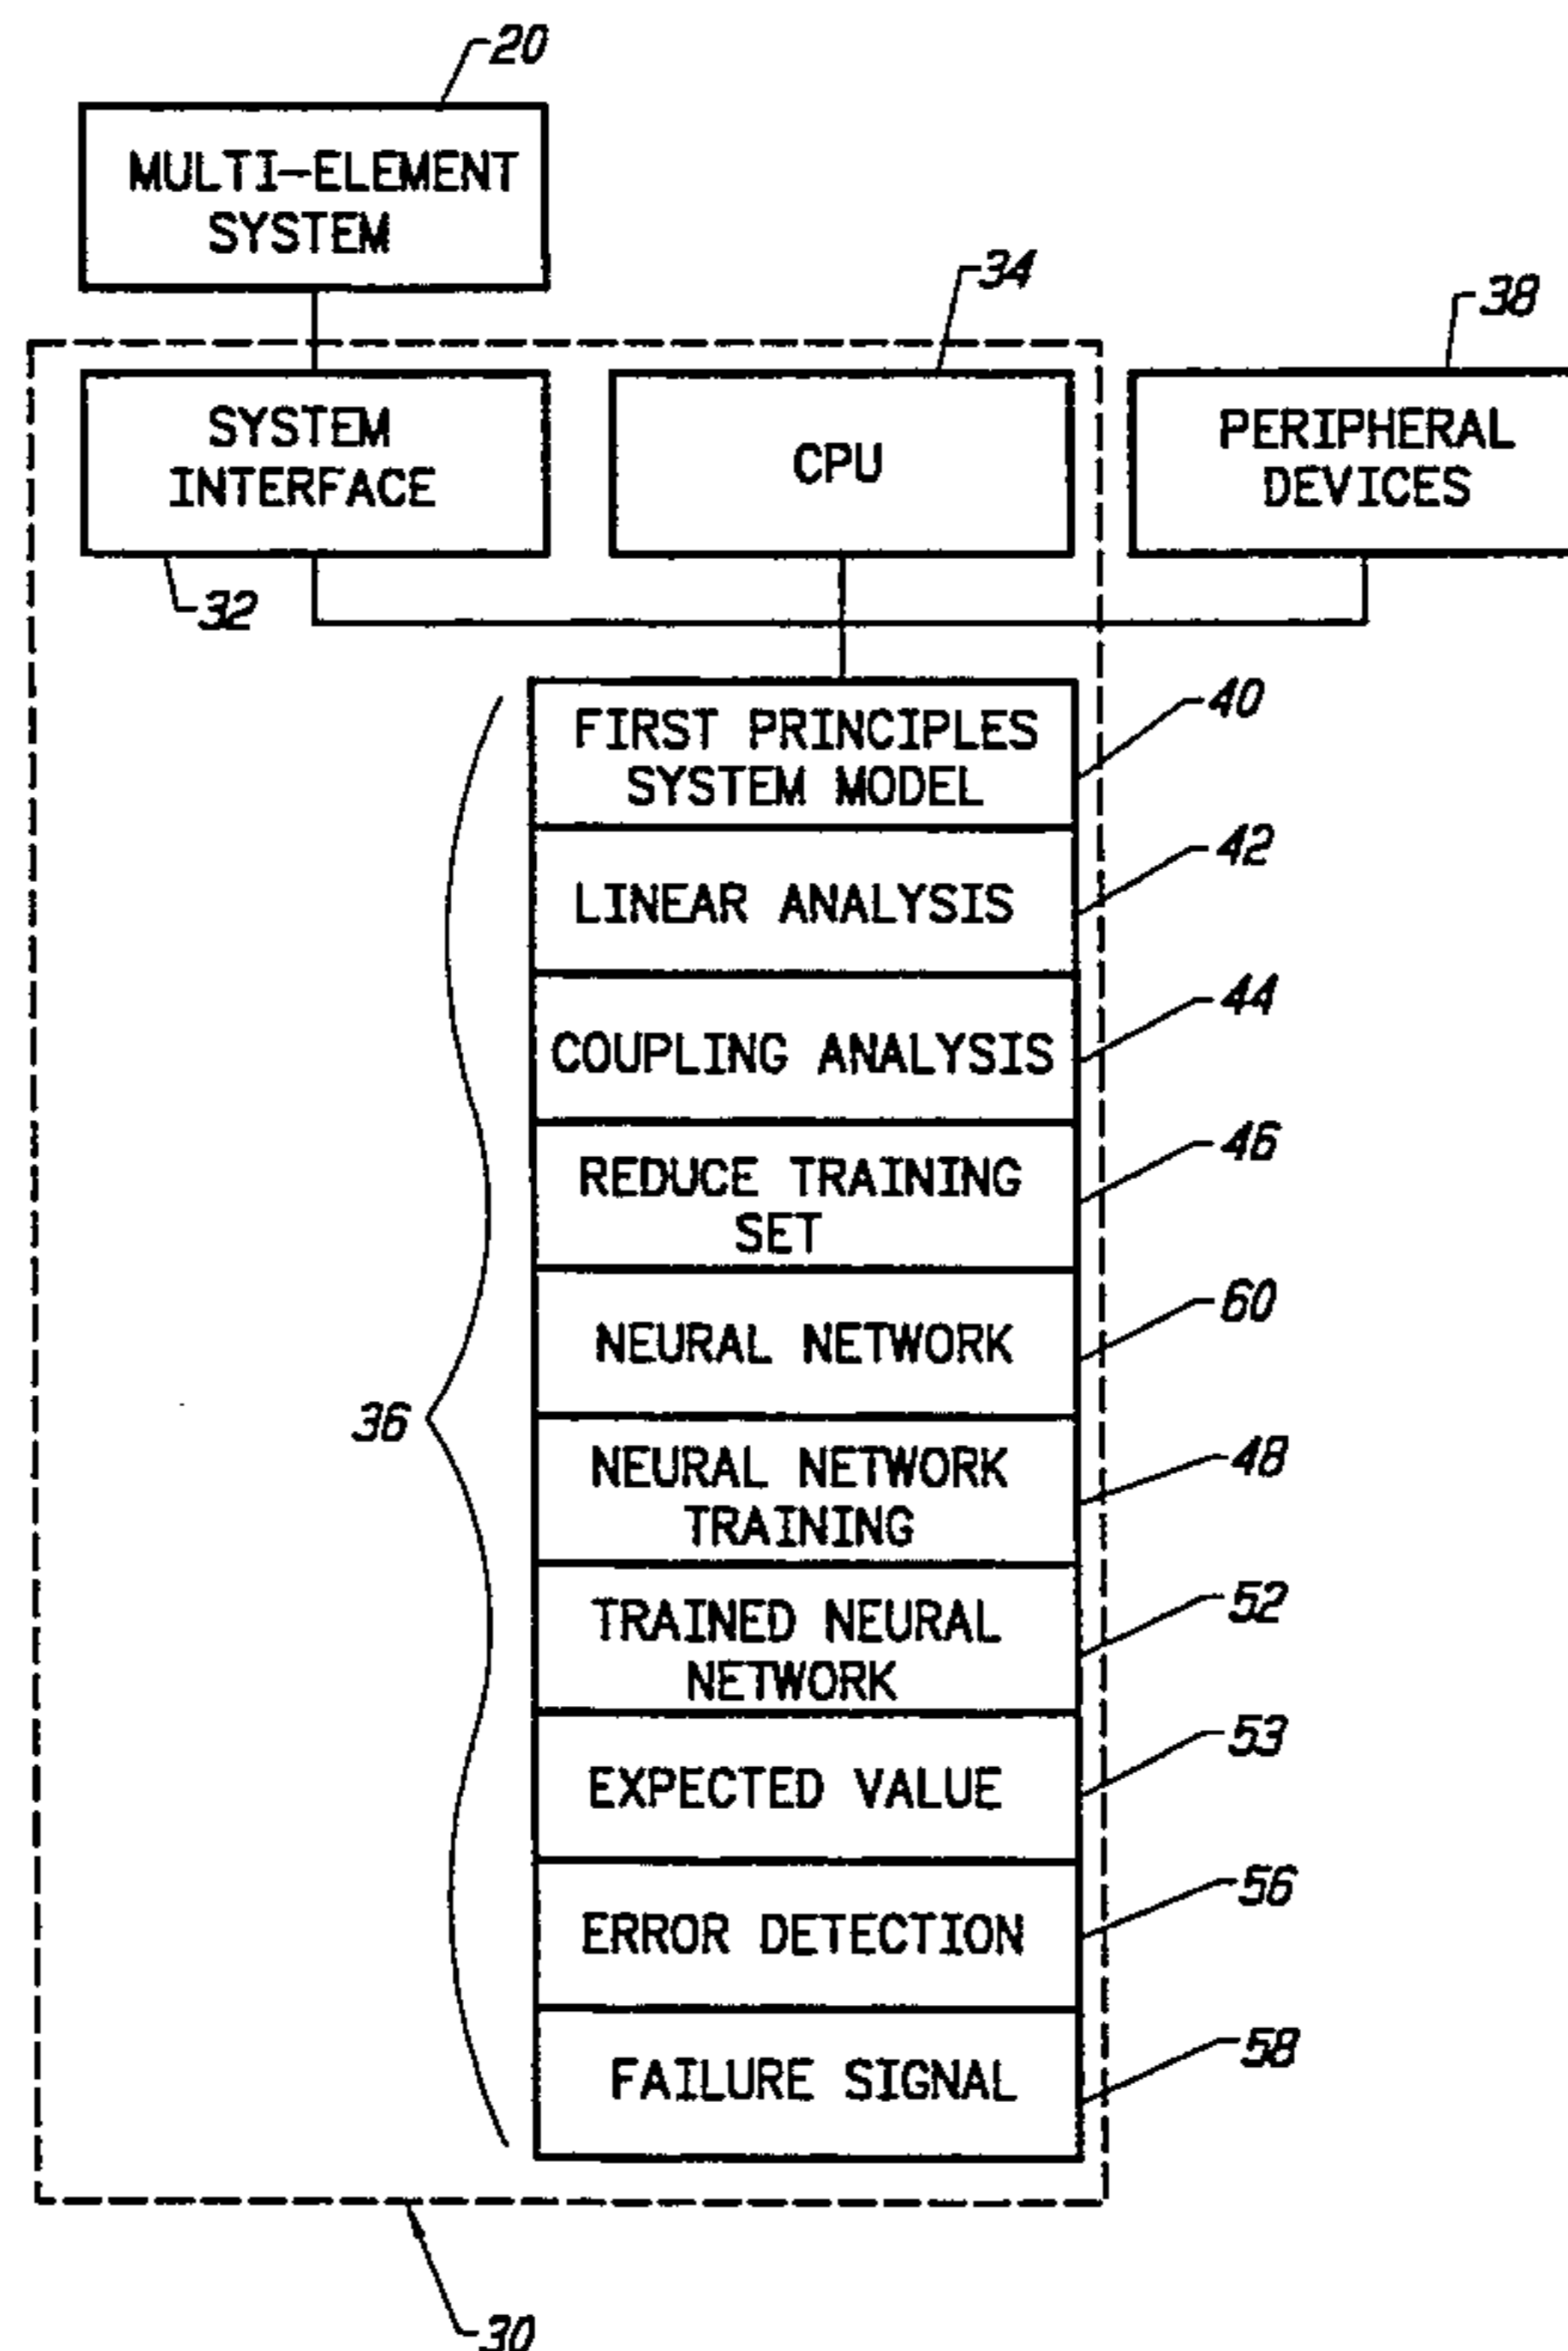 20
MULTI-ELEMENT
SYSTEM
34
38
SYSTEM
INTERFACE
CPU
PERIPHERAL
DEVICES
32
FIRST PRINCIPLES
SYSTEM MODEL
40
LINEAR ANALYSIS
42
COUPLING ANALYSIS
44
REDUCE TRAINING
SET
46
NEURAL NETWORK
60
36
NEURAL NETWORK
TRAINING
48
TRAINED NEURAL
NETWORK
52
EXPECTED VALUE
53
ERROR DETECTION
56
FAILURE SIGNAL
58
30